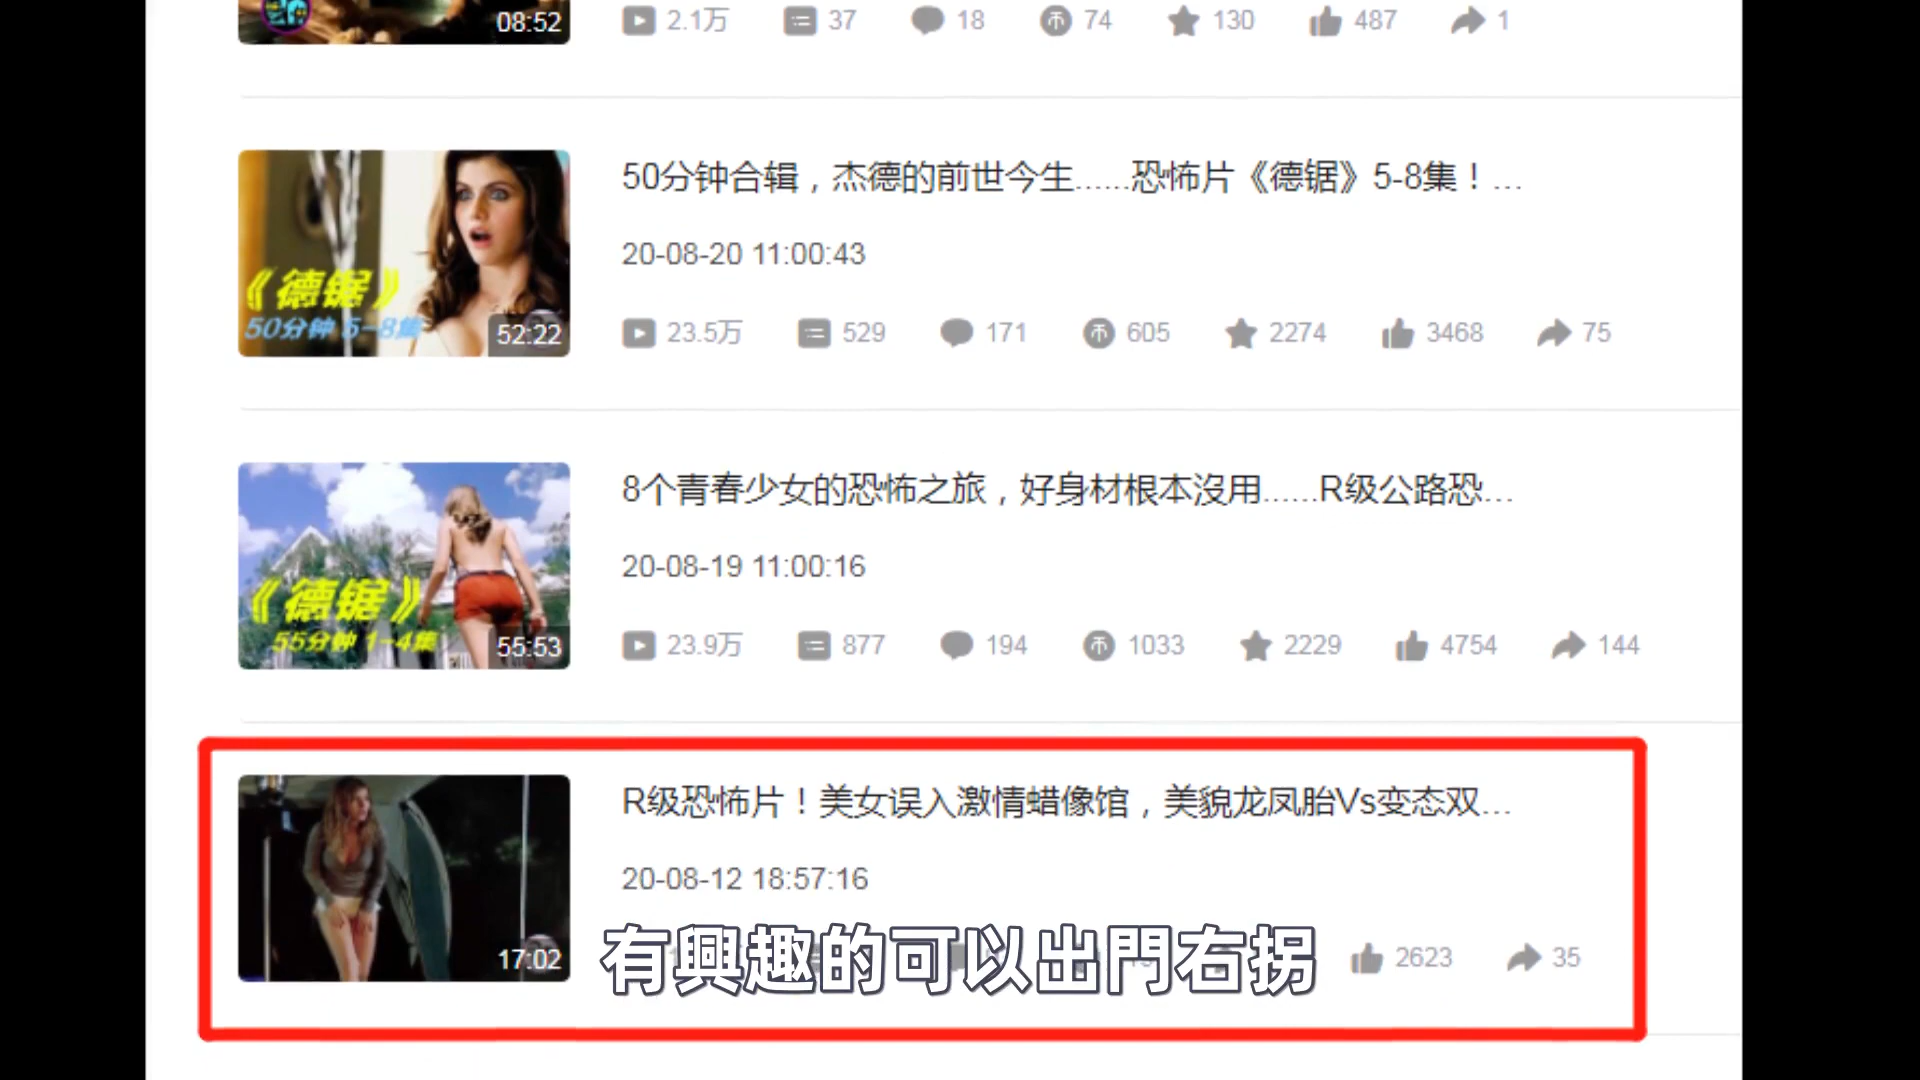 08:52
2.1万 37 18 74 130 487 1
50分钟合辑，杰德的前世今生……恐怖片《德锯》5-8集！…
《德锯》
50分钟 5-8集
52:22
20-08-20 11:00:43
23.5万 529 171 605 2274 3468 75
8个青春少女的恐怖之旅，好身材根本沒用……R级公路恐…
《德锯》
55分钟 1-4集
55:53
20-08-19 11:00:16
23.9万 877 194 1033 2229 4754 144
R级恐怖片！美女误入激情蜡像馆，美貌龙凤胎Vs变态双…
17:02
20-08-12 18:57:16
2623 35
有興趣的可以出門右拐